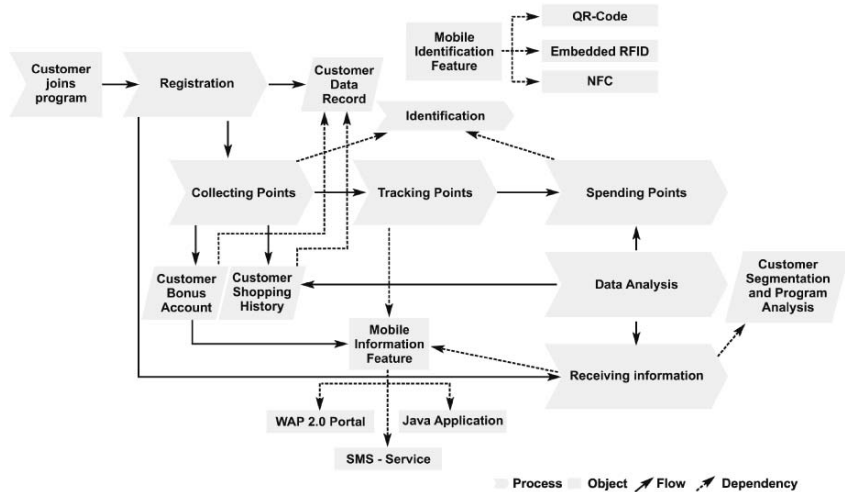 QR-Code
Mobile
Identification
Feature
Embedded RFID
NFC
Customer
joins
program
Registration
Customer
Data
Record
Identification
Collecting Points
Tracking Points
Spending Points
Customer
Bonus
Account
Customer
Shopping
History
Data Analysis
Customer
Segmentation
and Program
Analysis
Mobile
Information
Feature
Receiving information
WAP 2.0 Portal
Java Application
SMS - Service
Process
Object
Flow
Dependency